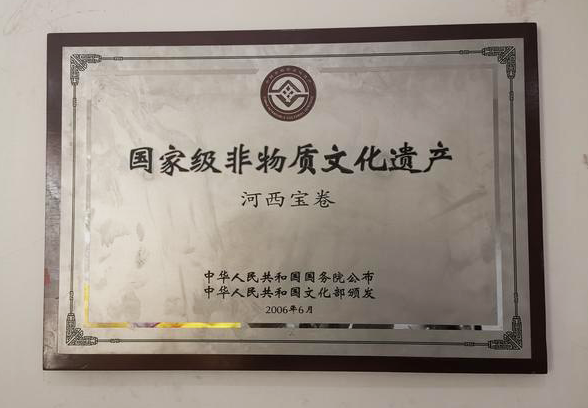 国家级非物质文化遗产
河西宝卷
中华人民共和国国务院公布
中华人民共和国文化部颁发
2006年6月